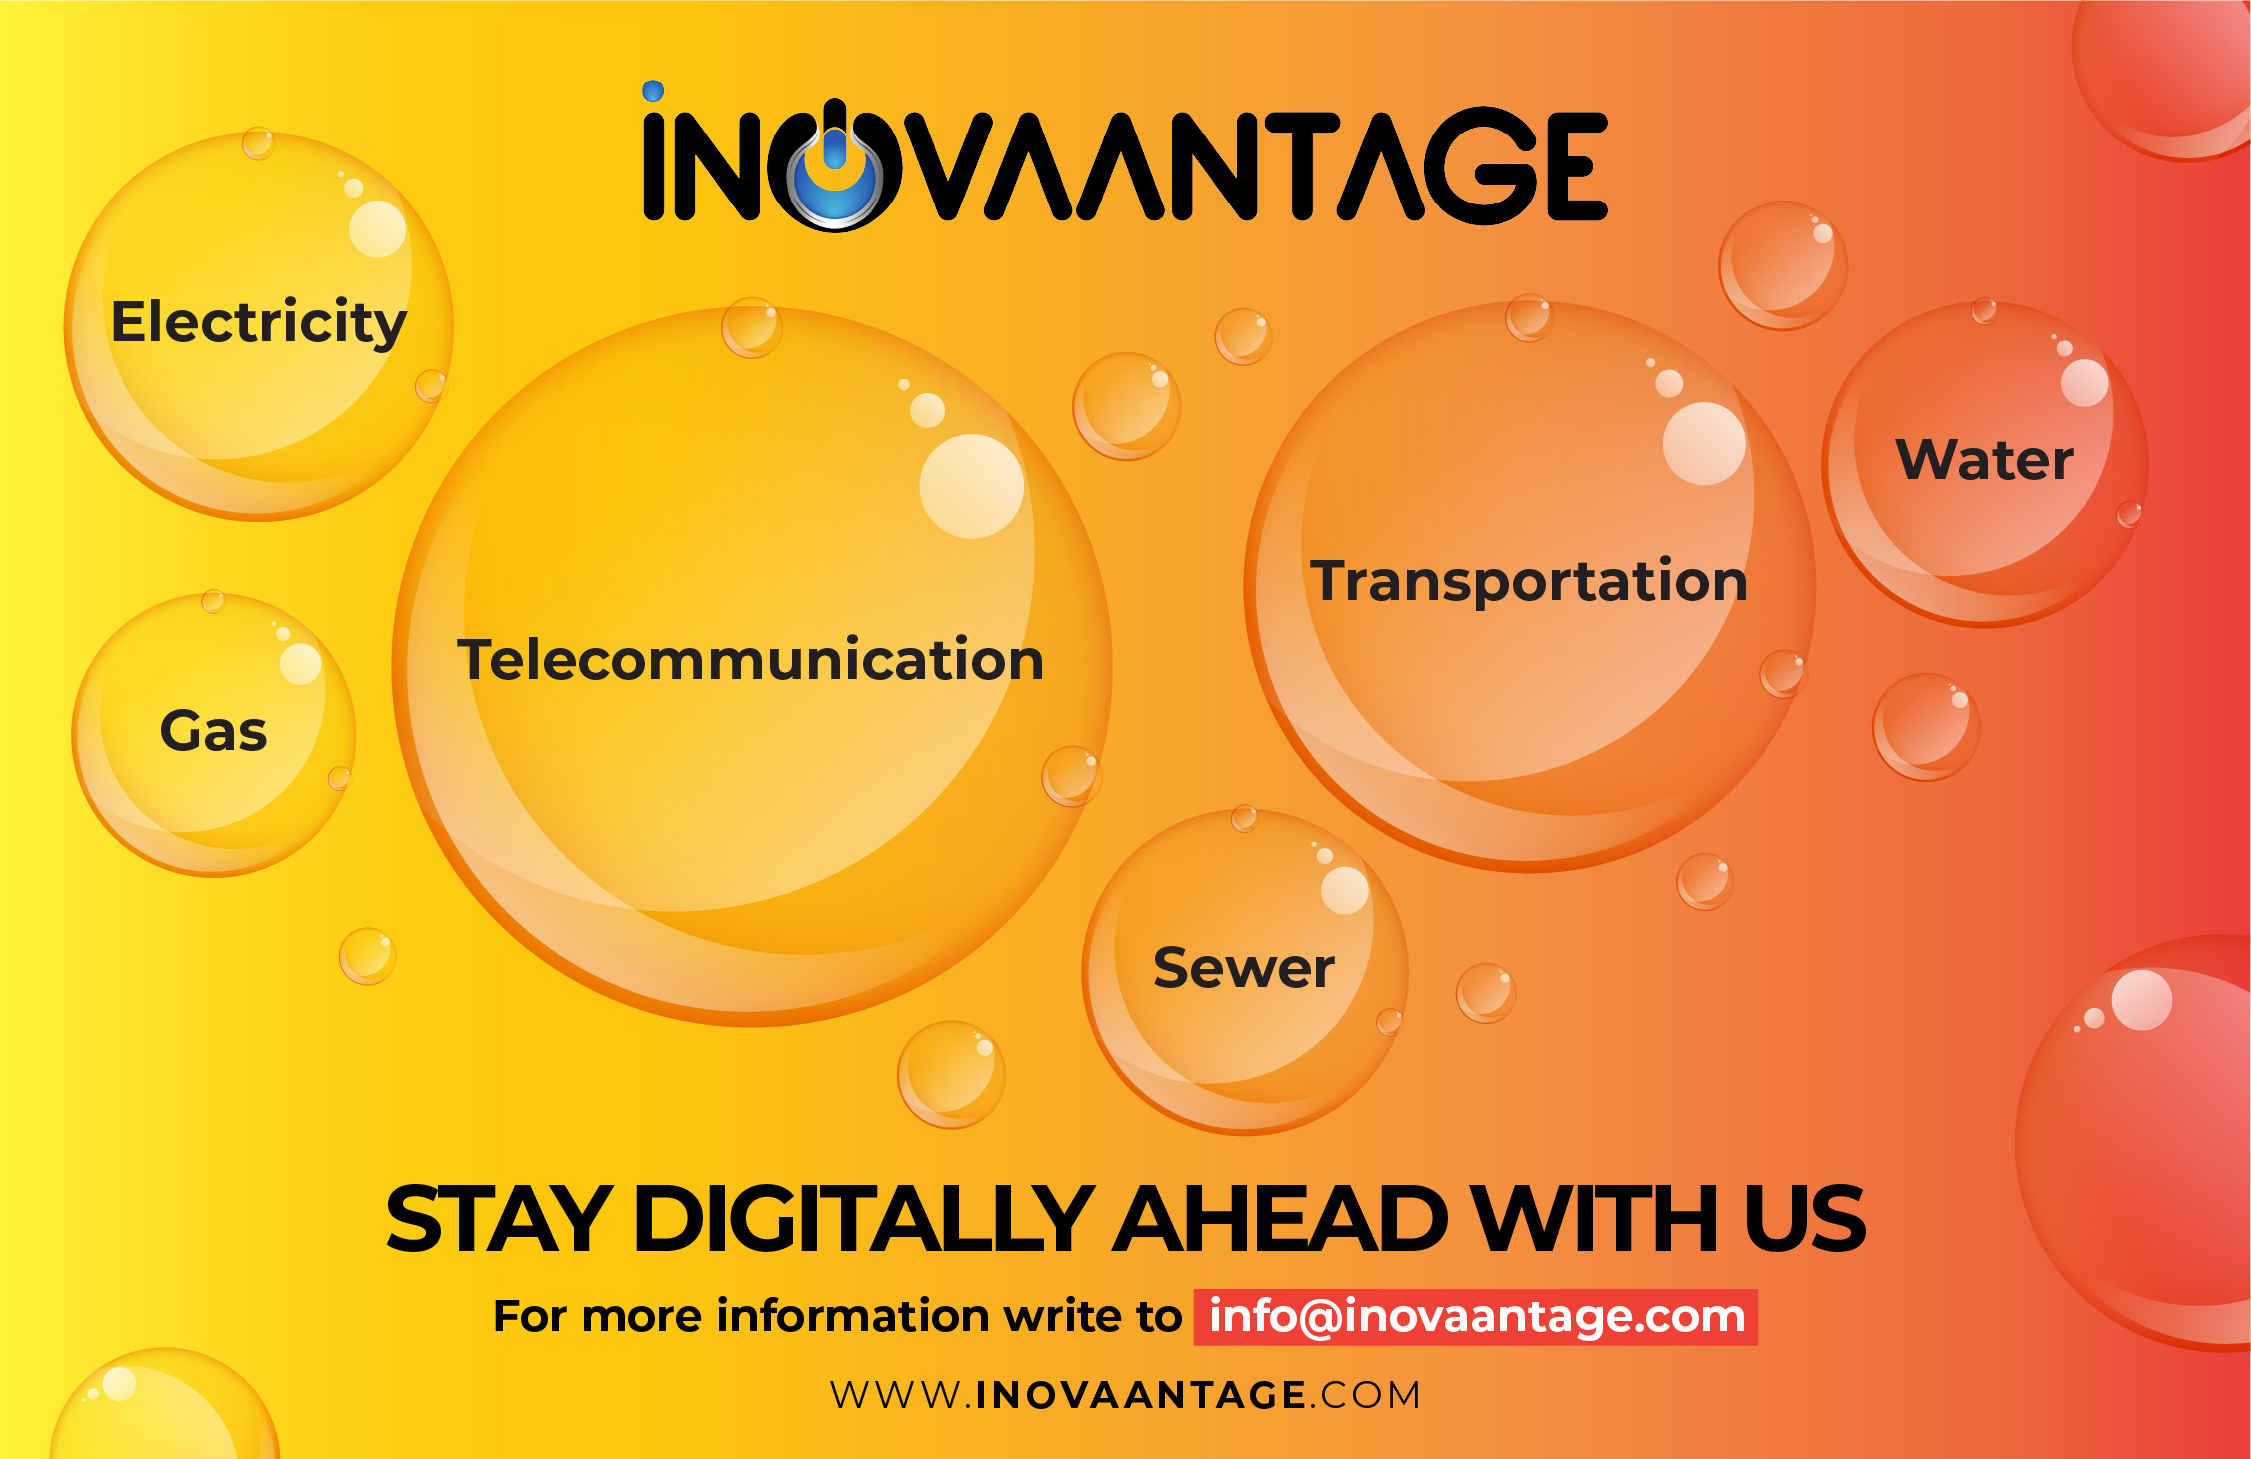 iNOVAANTAGE
Electricity
Telecommunication
Transportation
Water
Gas
Sewer
STAY DIGITALLY AHEAD WITH US
For more information write to info@inovaantage.com
WWW.INOVAANTAGE.COM